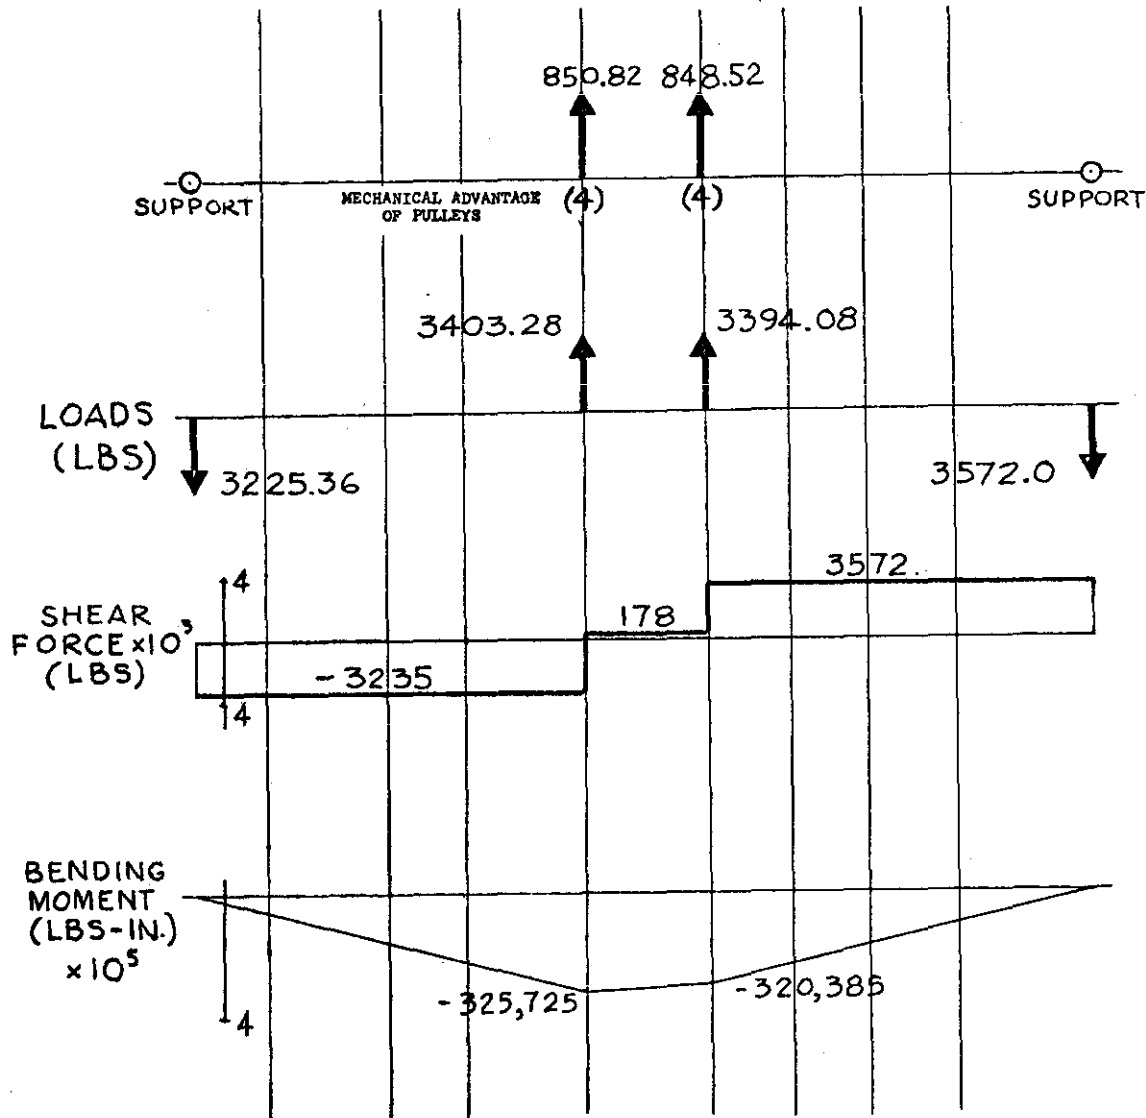 850.82 848.52
SUPPORT
MECHANICAL ADVANTAGE
OF PULLEYS
(4) (4)
SUPPORT
3403.28
3394.08
LOADS
(LBS)
3225.36
3572.0
4
3572.
178
SHEAR
FORCE x10³
(LBS)
-3235
4
BENDING
MOMENT
(LBS-IN.)
x10⁵
-325,725
-320,385
4